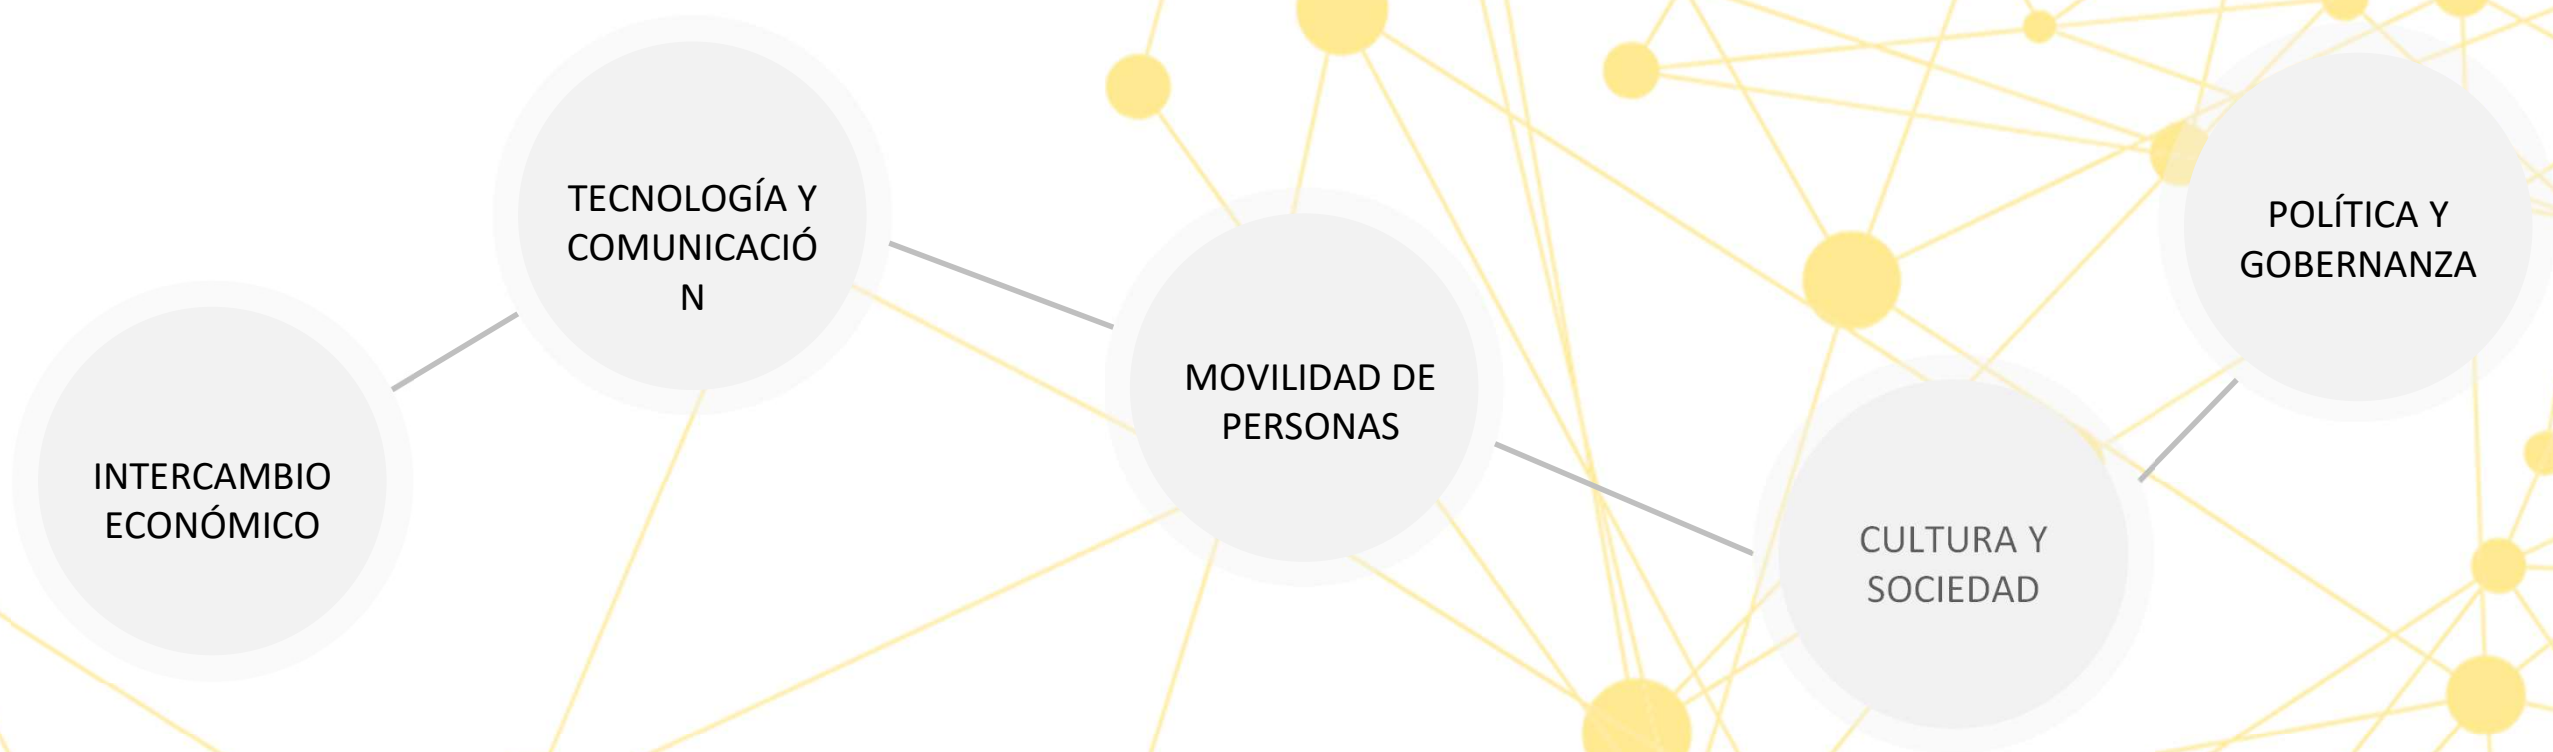 INTERCAMBIO
ECONÓMICO
TECNOLOGÍA Y
COMUNICACIÓ
N
MOVILIDAD DE
PERSONAS
CULTURA Y
SOCIEDAD
POLÍTICA Y
GOBERNANZA